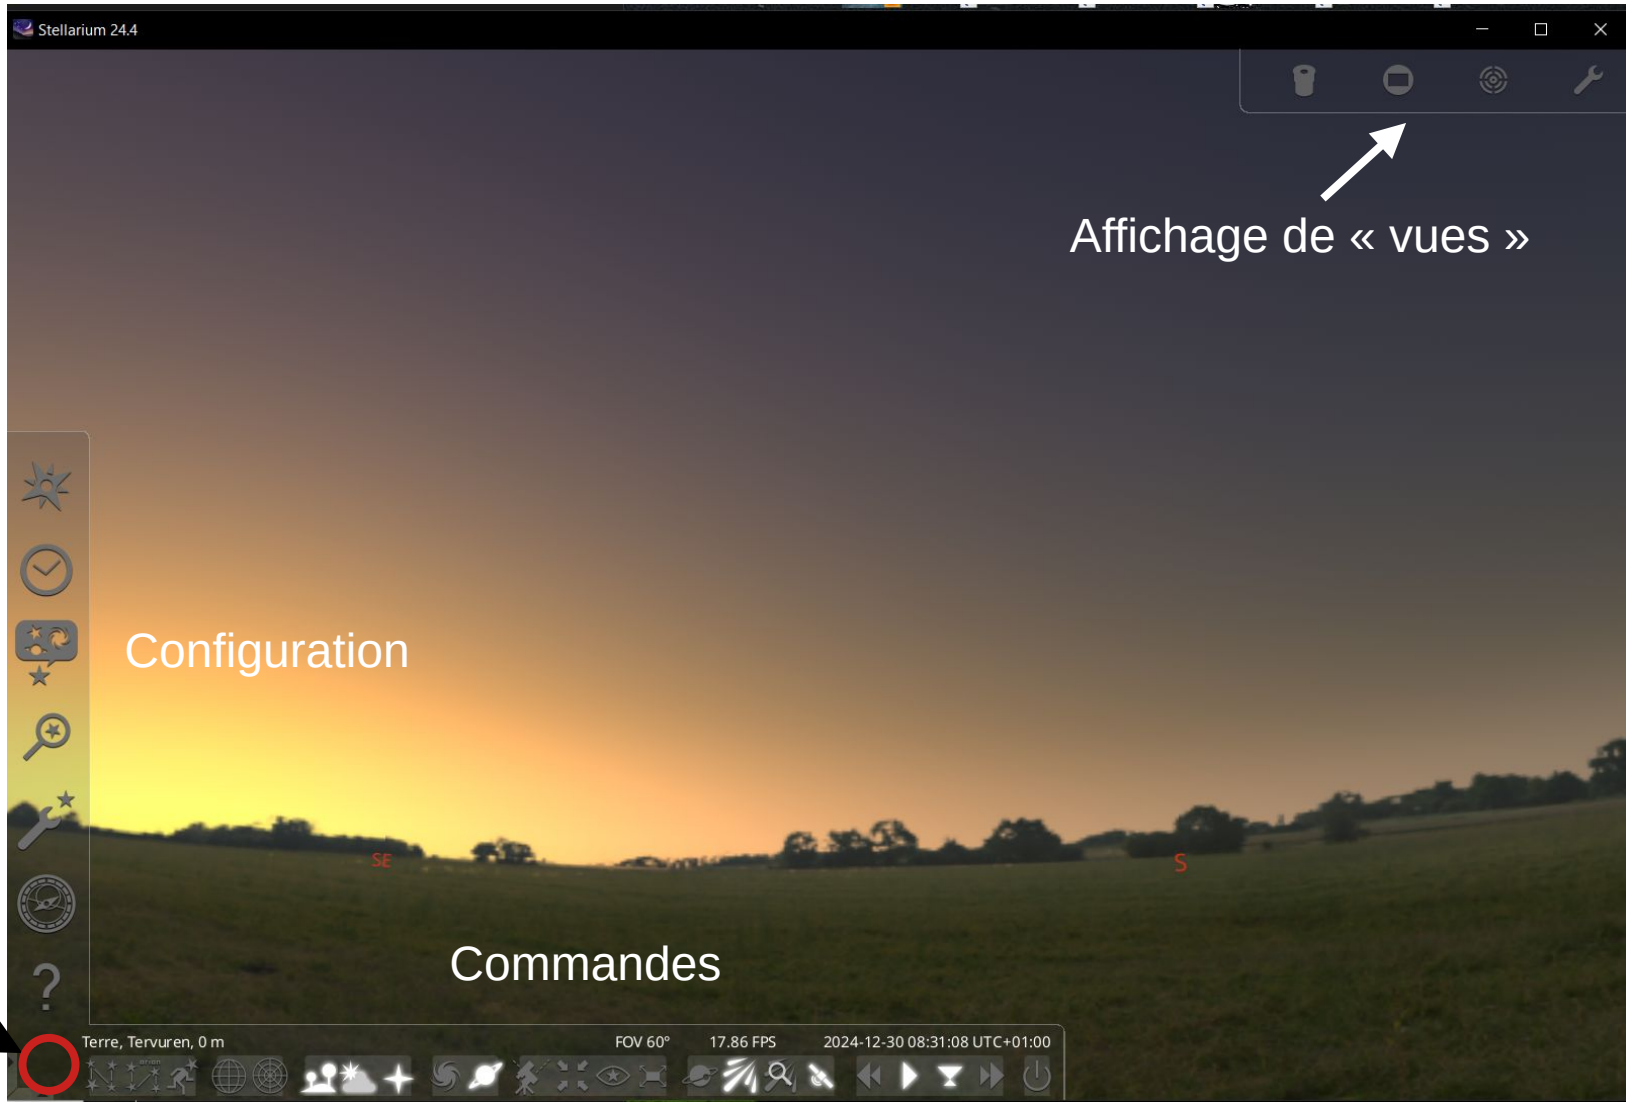 Stellarium 24.4
Affichage de « vues »
Configuration
SE
S
Commandes
?
Terre, Tervuren, 0 m FOV 60° 17.86 FPS 2024-12-30 08:31:08 UTC+01:00